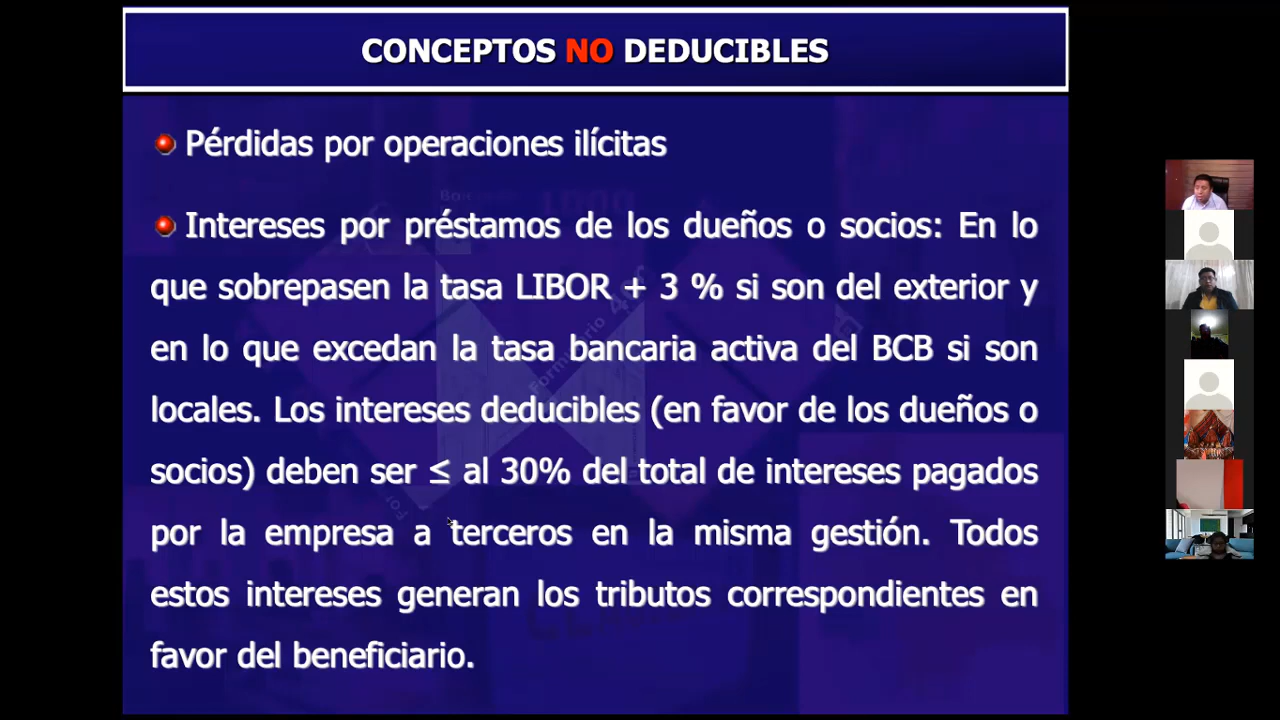 CONCEPTOS NO DEDUCIBLES
Pérdidas por operaciones ilícitas
Intereses por préstamos de los dueños o socios: En lo
que sobrepasen la tasa LIBOR + 3 % si son del exterior y
en lo que excedan la tasa bancaria activa del BCB si son
locales. Los intereses deducibles (en favor de los dueños o
socios) deben ser ≤ al 30% del total de intereses pagados
por la empresa a terceros en la misma gestión. Todos
estos intereses generan los tributos correspondientes en
favor del beneficiario.
Formulario